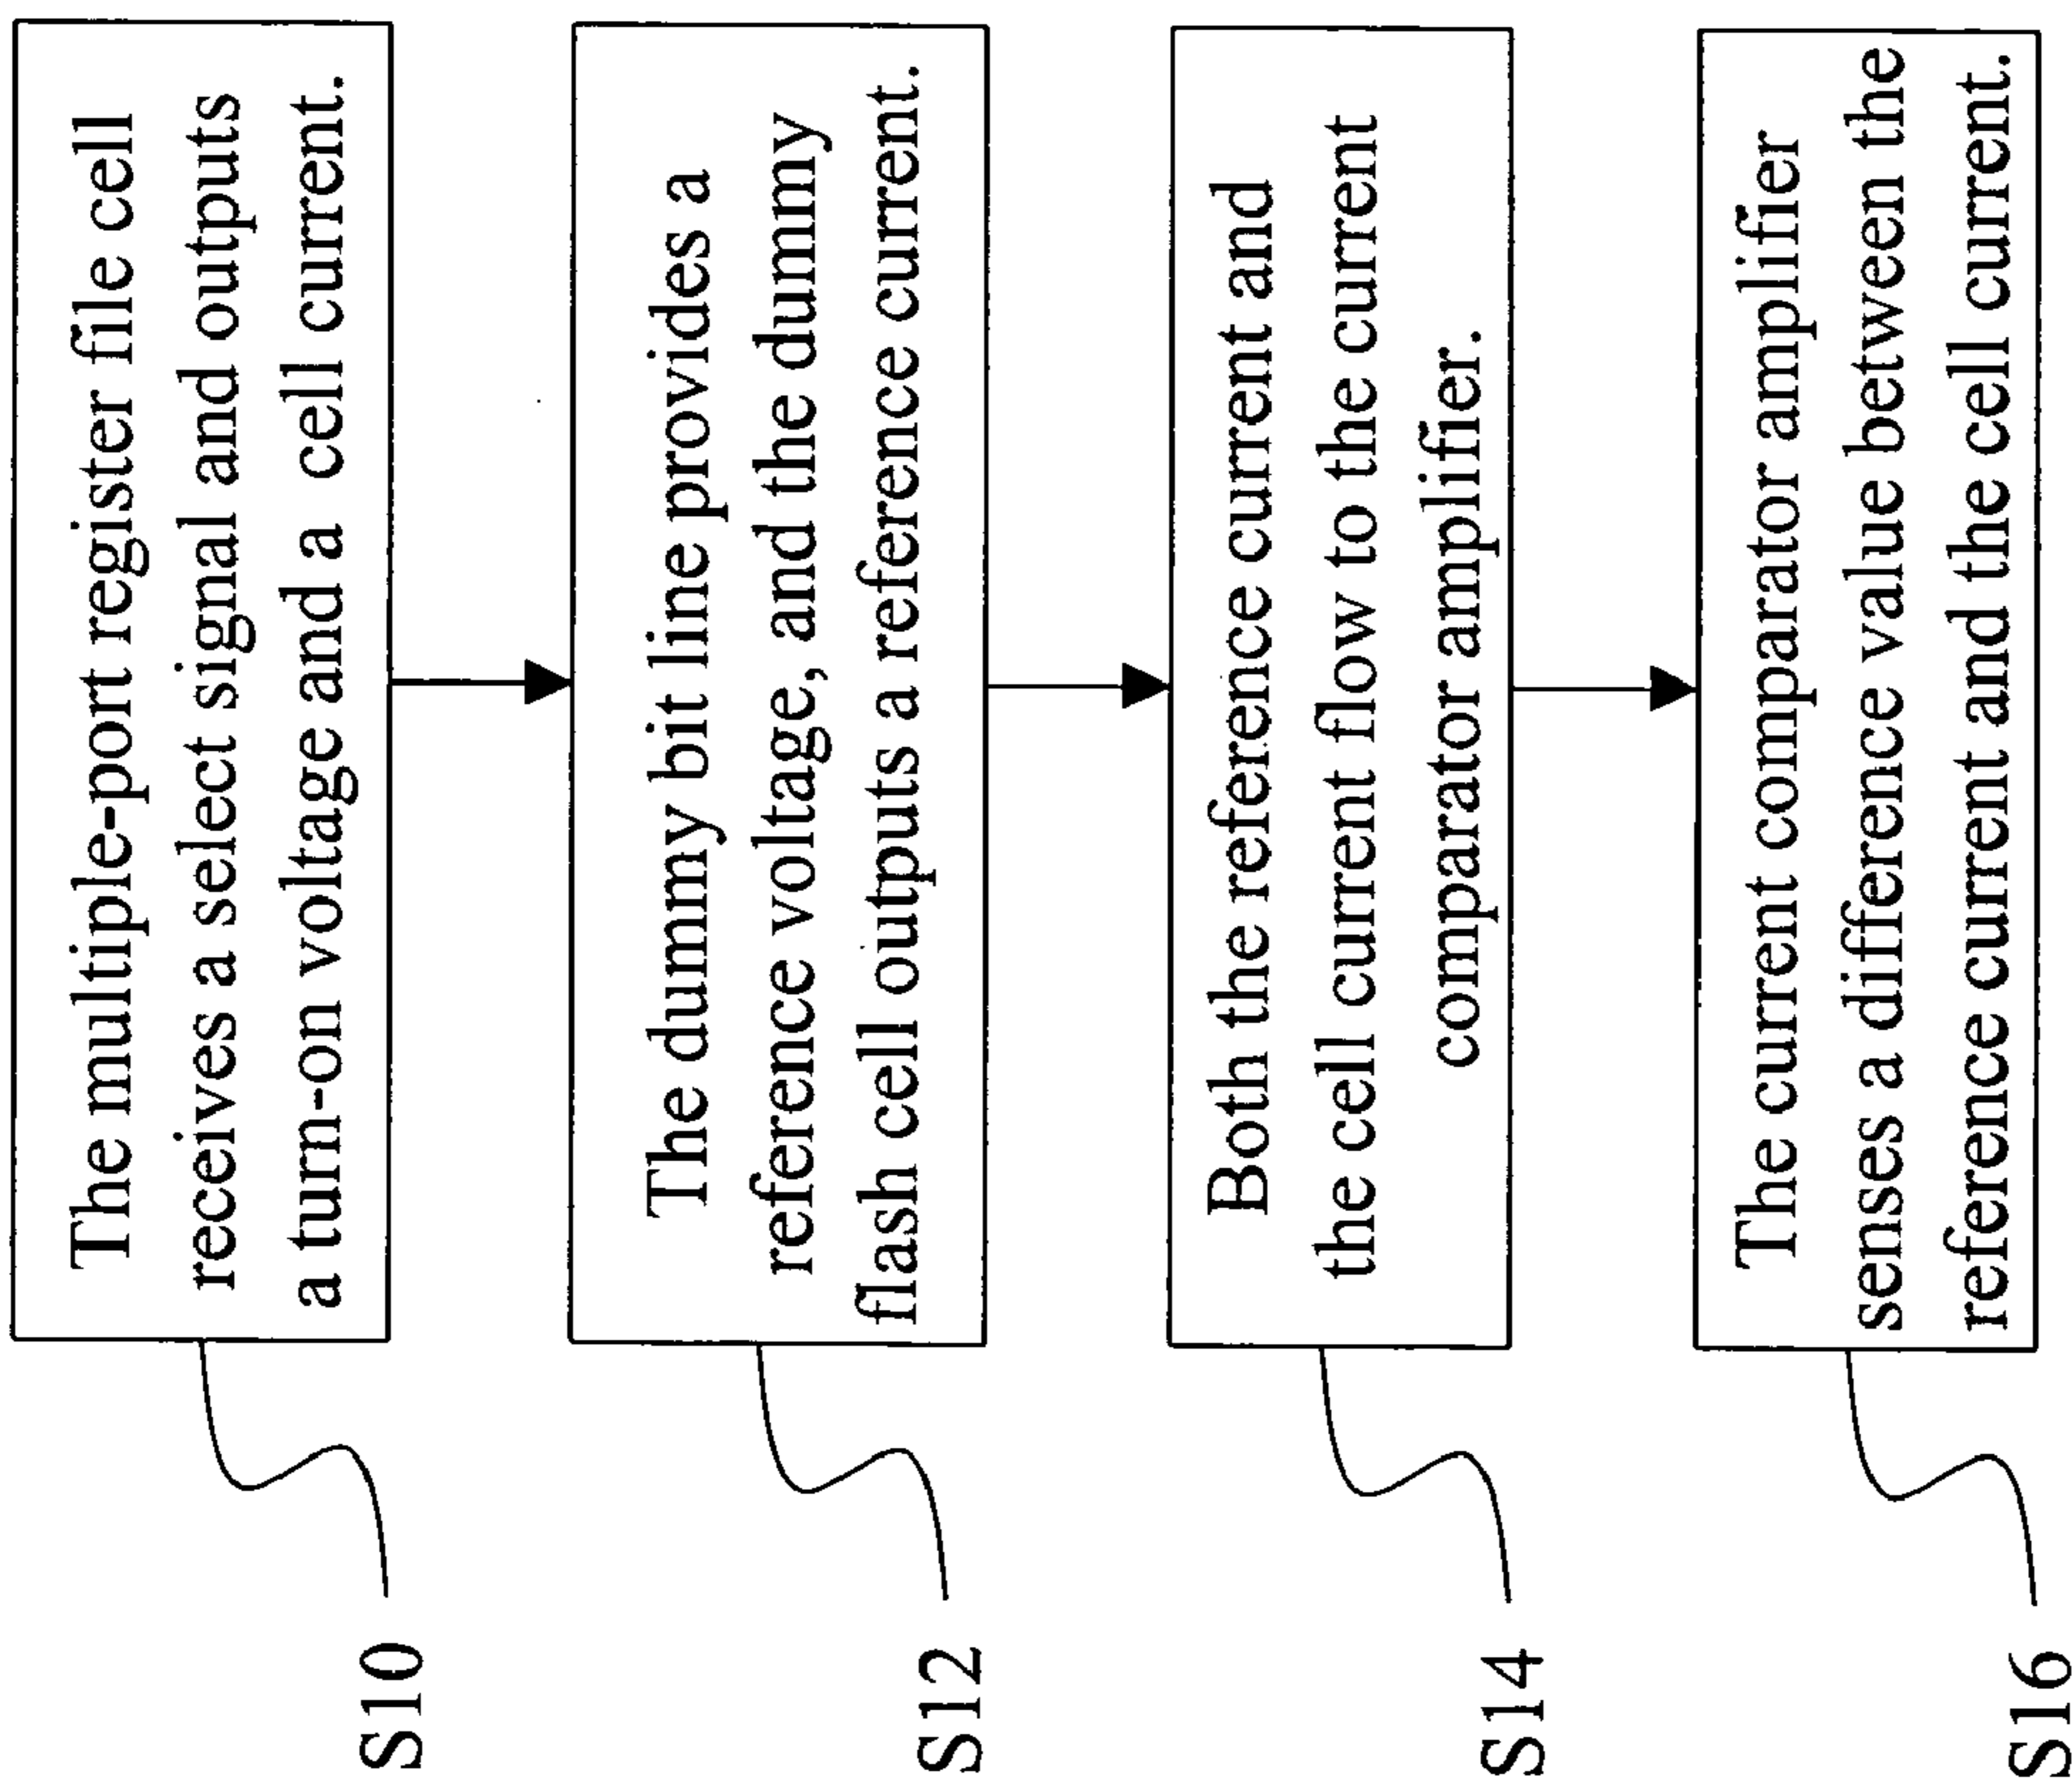 S10
The multiple-port register file cell
receives a select signal and outputs
a turn-on voltage and a cell current.
S12
The dummy bit line provides a
reference voltage, and the dummy
flash cell outputs a reference current.
S14
Both the reference current and
the cell current flow to the current
comparator amplifier.
S16
The current comparator amplifier
senses a difference value between the
reference current and the cell current.